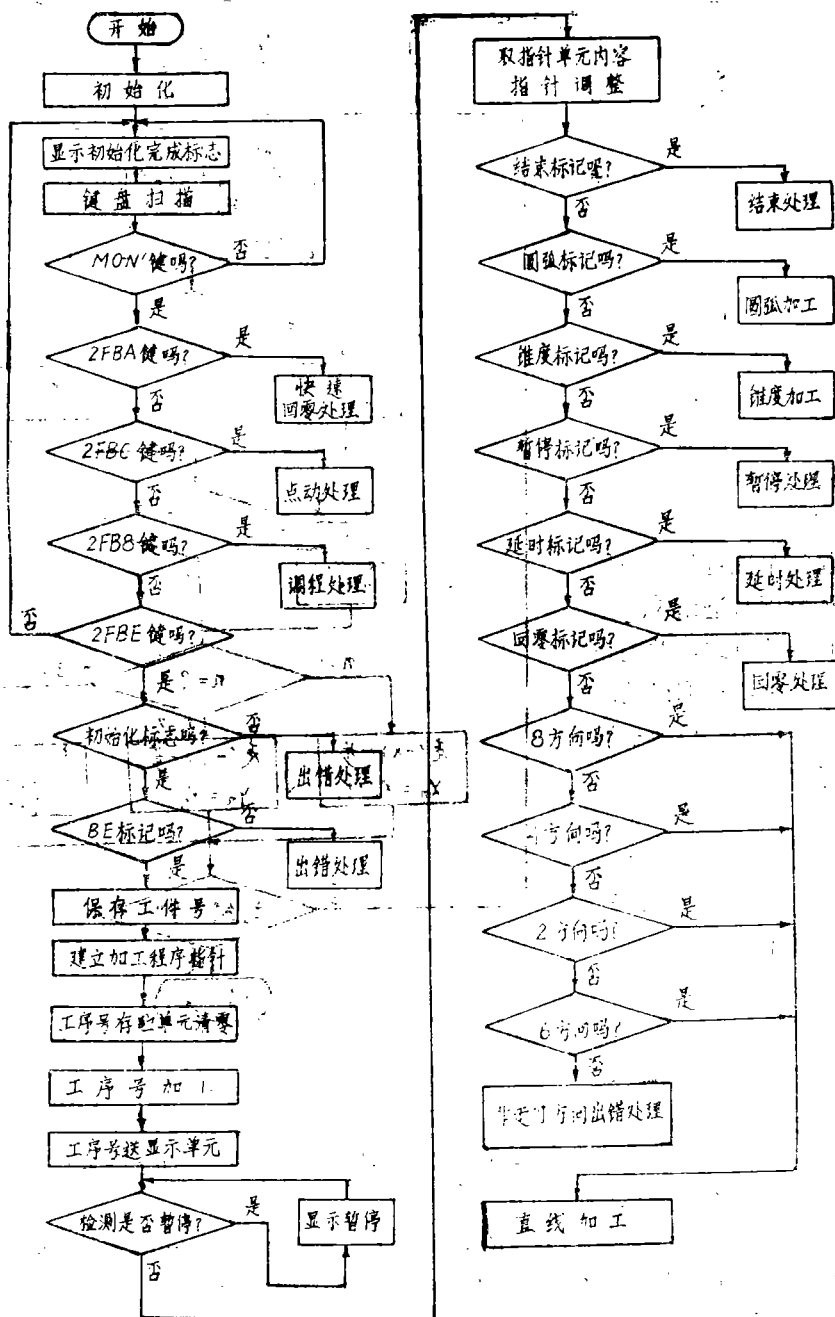 开始
初始化
显示初始化完成标志
键盘扫描
MON'键吗?
否
是
2FBA键吗?
是
快速
回零处理
否
2FBC键吗?
是
点动处理
否
2FB8键吗?
是
调程处理
否
2FBE键吗?
否
是
初始化标志吗?
否
出错处理
是
BE标记吗?
否
出错处理
是
保存工件号
建立加工程序指针
工序号存贮单元清零
工序号加1
工序号送显示单元
检测是否暂停?
是
显示暂停
否
取指针单元内容
指针调整
结束标记嘿?
是
结束处理
否
圆弧标记吗?
是
圆弧加工
否
锥度标记吗?
是
锥度加工
否
暂停标记吗?
是
暂停处理
否
延时标记吗?
是
延时处理
否
回零标记吗?
是
回零处理
否
8方向吗?
是
否
方向吗?
是
否
2方向吗?
是
否
6方向吗?
是
否
方向出错处理
直线加工